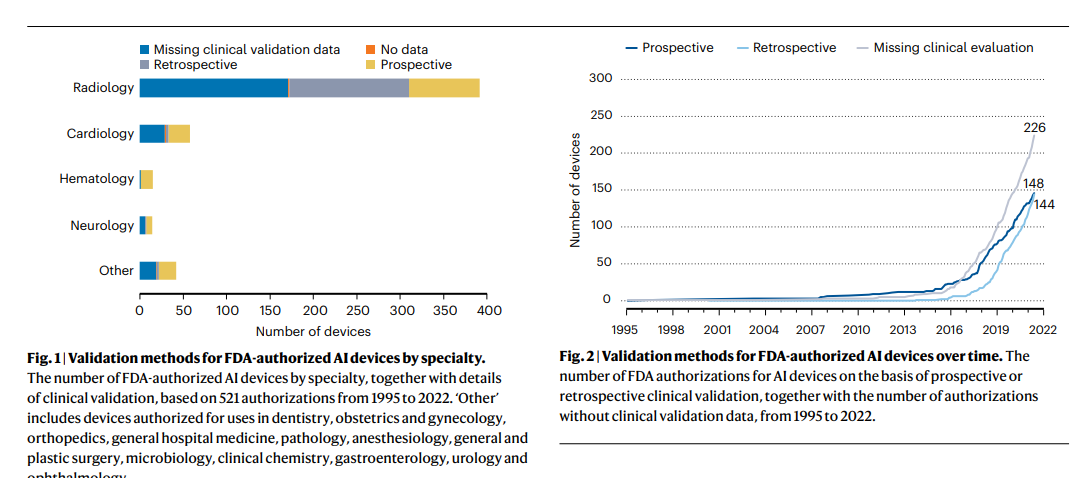 Missing clinical validation data
No data
Retrospective
Prospective
Radiology
Cardiology
Hematology
Neurology
Other
0 50 100 150 200 250 300 350 400
Number of devices
Fig. 1 | Validation methods for FDA-authorized AI devices by specialty.
The number of FDA-authorized AI devices by specialty, together with details
of clinical validation, based on 521 authorizations from 1995 to 2022. ‘Other’
includes devices authorized for uses in dentistry, obstetrics and gynecology,
orthopedics, general hospital medicine, pathology, anesthesiology, general and
plastic surgery, microbiology, clinical chemistry, gastroenterology, urology and
ophthalmology.
Prospective Retrospective Missing clinical evaluation
300
250
200
150
100
50
0
Number of devices
226
148
144
1995 1998 2001 2004 2007 2010 2013 2016 2019 2022
Fig. 2 | Validation methods for FDA-authorized AI devices over time. The
number of FDA authorizations for AI devices on the basis of prospective or
retrospective clinical validation, together with the number of authorizations
without clinical validation data, from 1995 to 2022.